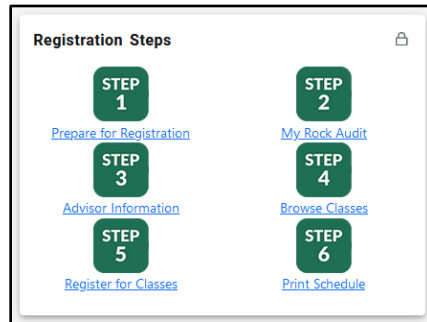 Registration Steps
STEP
1
STEP
2
Prepare for Registration
My Rock Audit
STEP
3
STEP
4
Advisor Information
Browse Classes
STEP
5
STEP
6
Register for Classes
Print Schedule